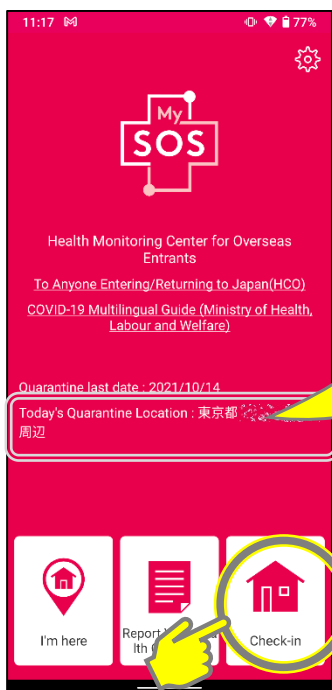 11:17 77%
My
SOS
Health Monitoring Center for Overseas
Entrants
To Anyone Entering/Returning to Japan(HCO)
COVID-19 Multilingual Guide (Ministry of Health,
Labour and Welfare)
Quarantine last date : 2021/10/14
Today's Quarantine Location : 東京都
周辺
I'm here
Report
lth
Check-in